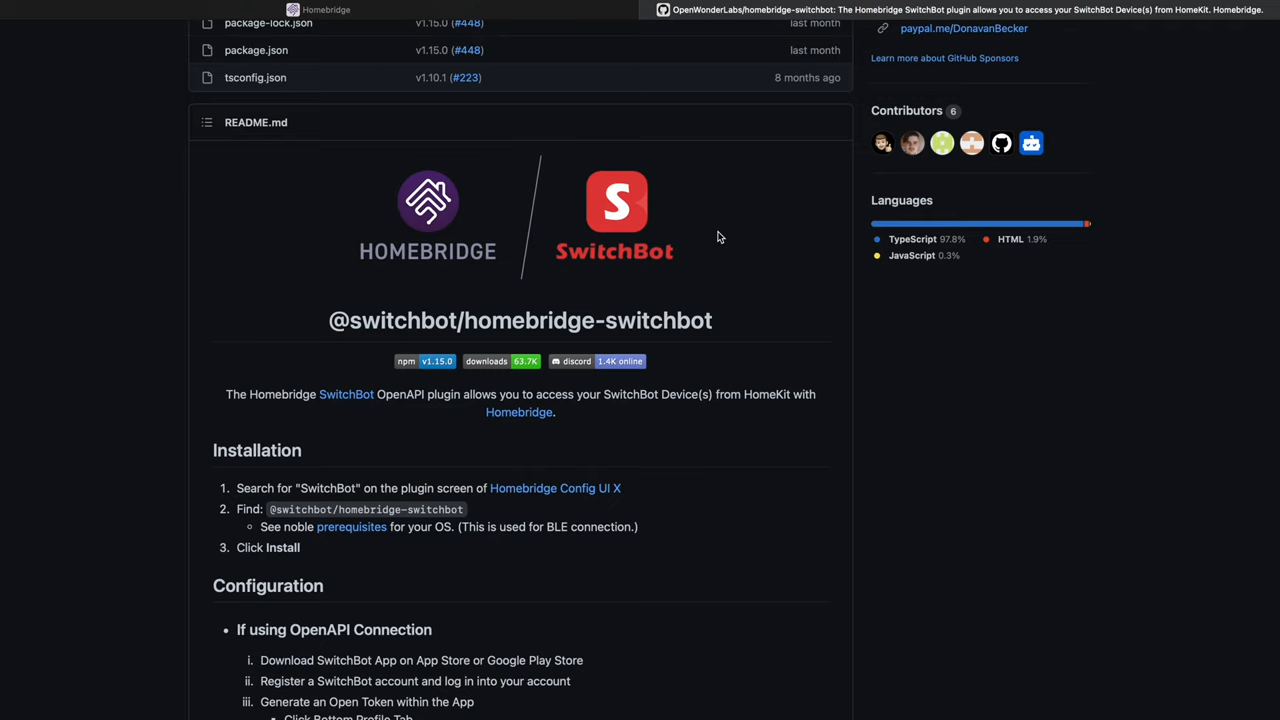 Homebridge
OpenWonderLabs/homebridge-switchbot: The Homebridge SwitchBot plugin allows you to access your SwitchBot Device(s) from HomeKit. Homebridge.
package-lock.json v1.15.0 (#448) last month
package.json v1.15.0 (#448) last month
tsconfig.json v1.10.1 (#223) 8 months ago
README.md
HOMEBRIDGE
S
SwitchBot
@switchbot/homebridge-switchbot
npm v1.15.0 downloads 63.7K discord 1.4K online
The Homebridge SwitchBot OpenAPI plugin allows you to access your SwitchBot Device(s) from HomeKit with
Homebridge.
Installation
1. Search for "SwitchBot" on the plugin screen of Homebridge Config UI X
2. Find: @switchbot/homebridge-switchbot
See noble prerequisites for your OS. (This is used for BLE connection.)
3. Click Install
Configuration
If using OpenAPI Connection
i. Download SwitchBot App on App Store or Google Play Store
ii. Register a SwitchBot account and log in into your account
iii. Generate an Open Token within the App
Click Bottom Profile Tab
paypal.me/DonavanBecker
Learn more about GitHub Sponsors
Contributors 6
Languages
TypeScript 97.8% HTML 1.9%
JavaScript 0.3%